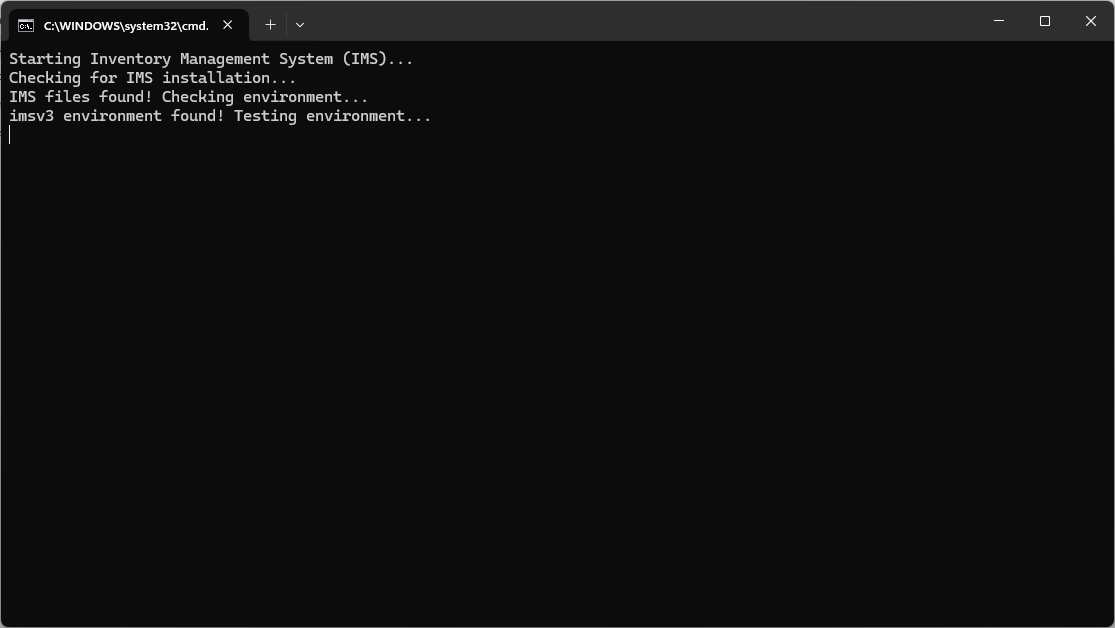 C:\WINDOWS\system32\cmd.
Starting Inventory Management System (IMS)...
Checking for IMS installation...
IMS files found! Checking environment...
imsv3 environment found! Testing environment...